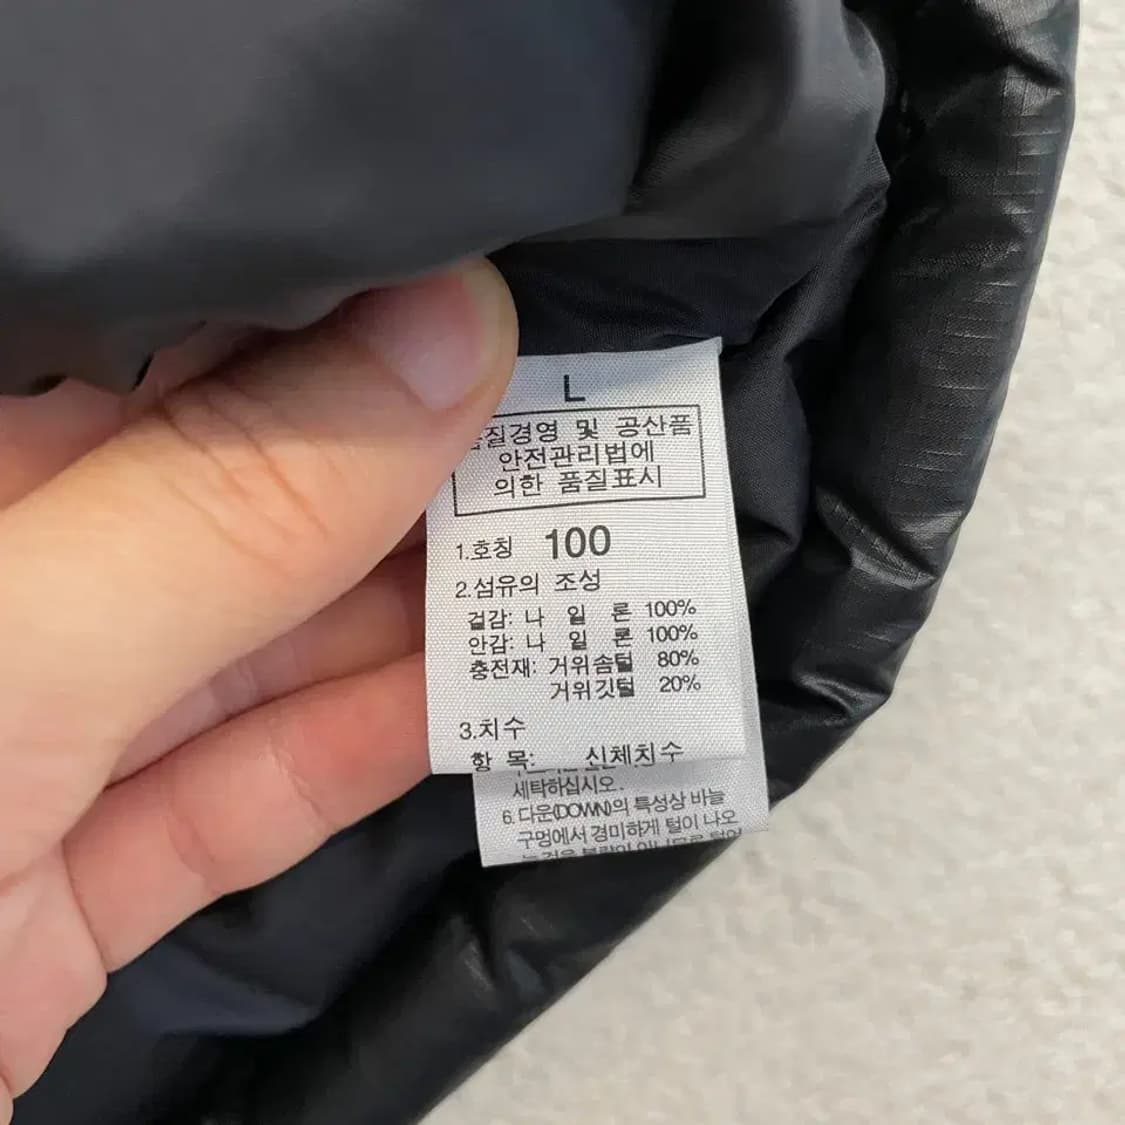 L
질경영 및 공산품
안전관리법에
의한 품질표시
1.호칭 100
2.섬유의 조성
겉감: 나 일 론 100%
안감: 나 일 론 100%
충전재: 거위솜털 80%
거위깃털 20%
3.치수
항 목: 신체치수
세탁하십시오.
6.다운(DOWN)의 특성상 바늘
구멍에서 경미하게 털이 나오